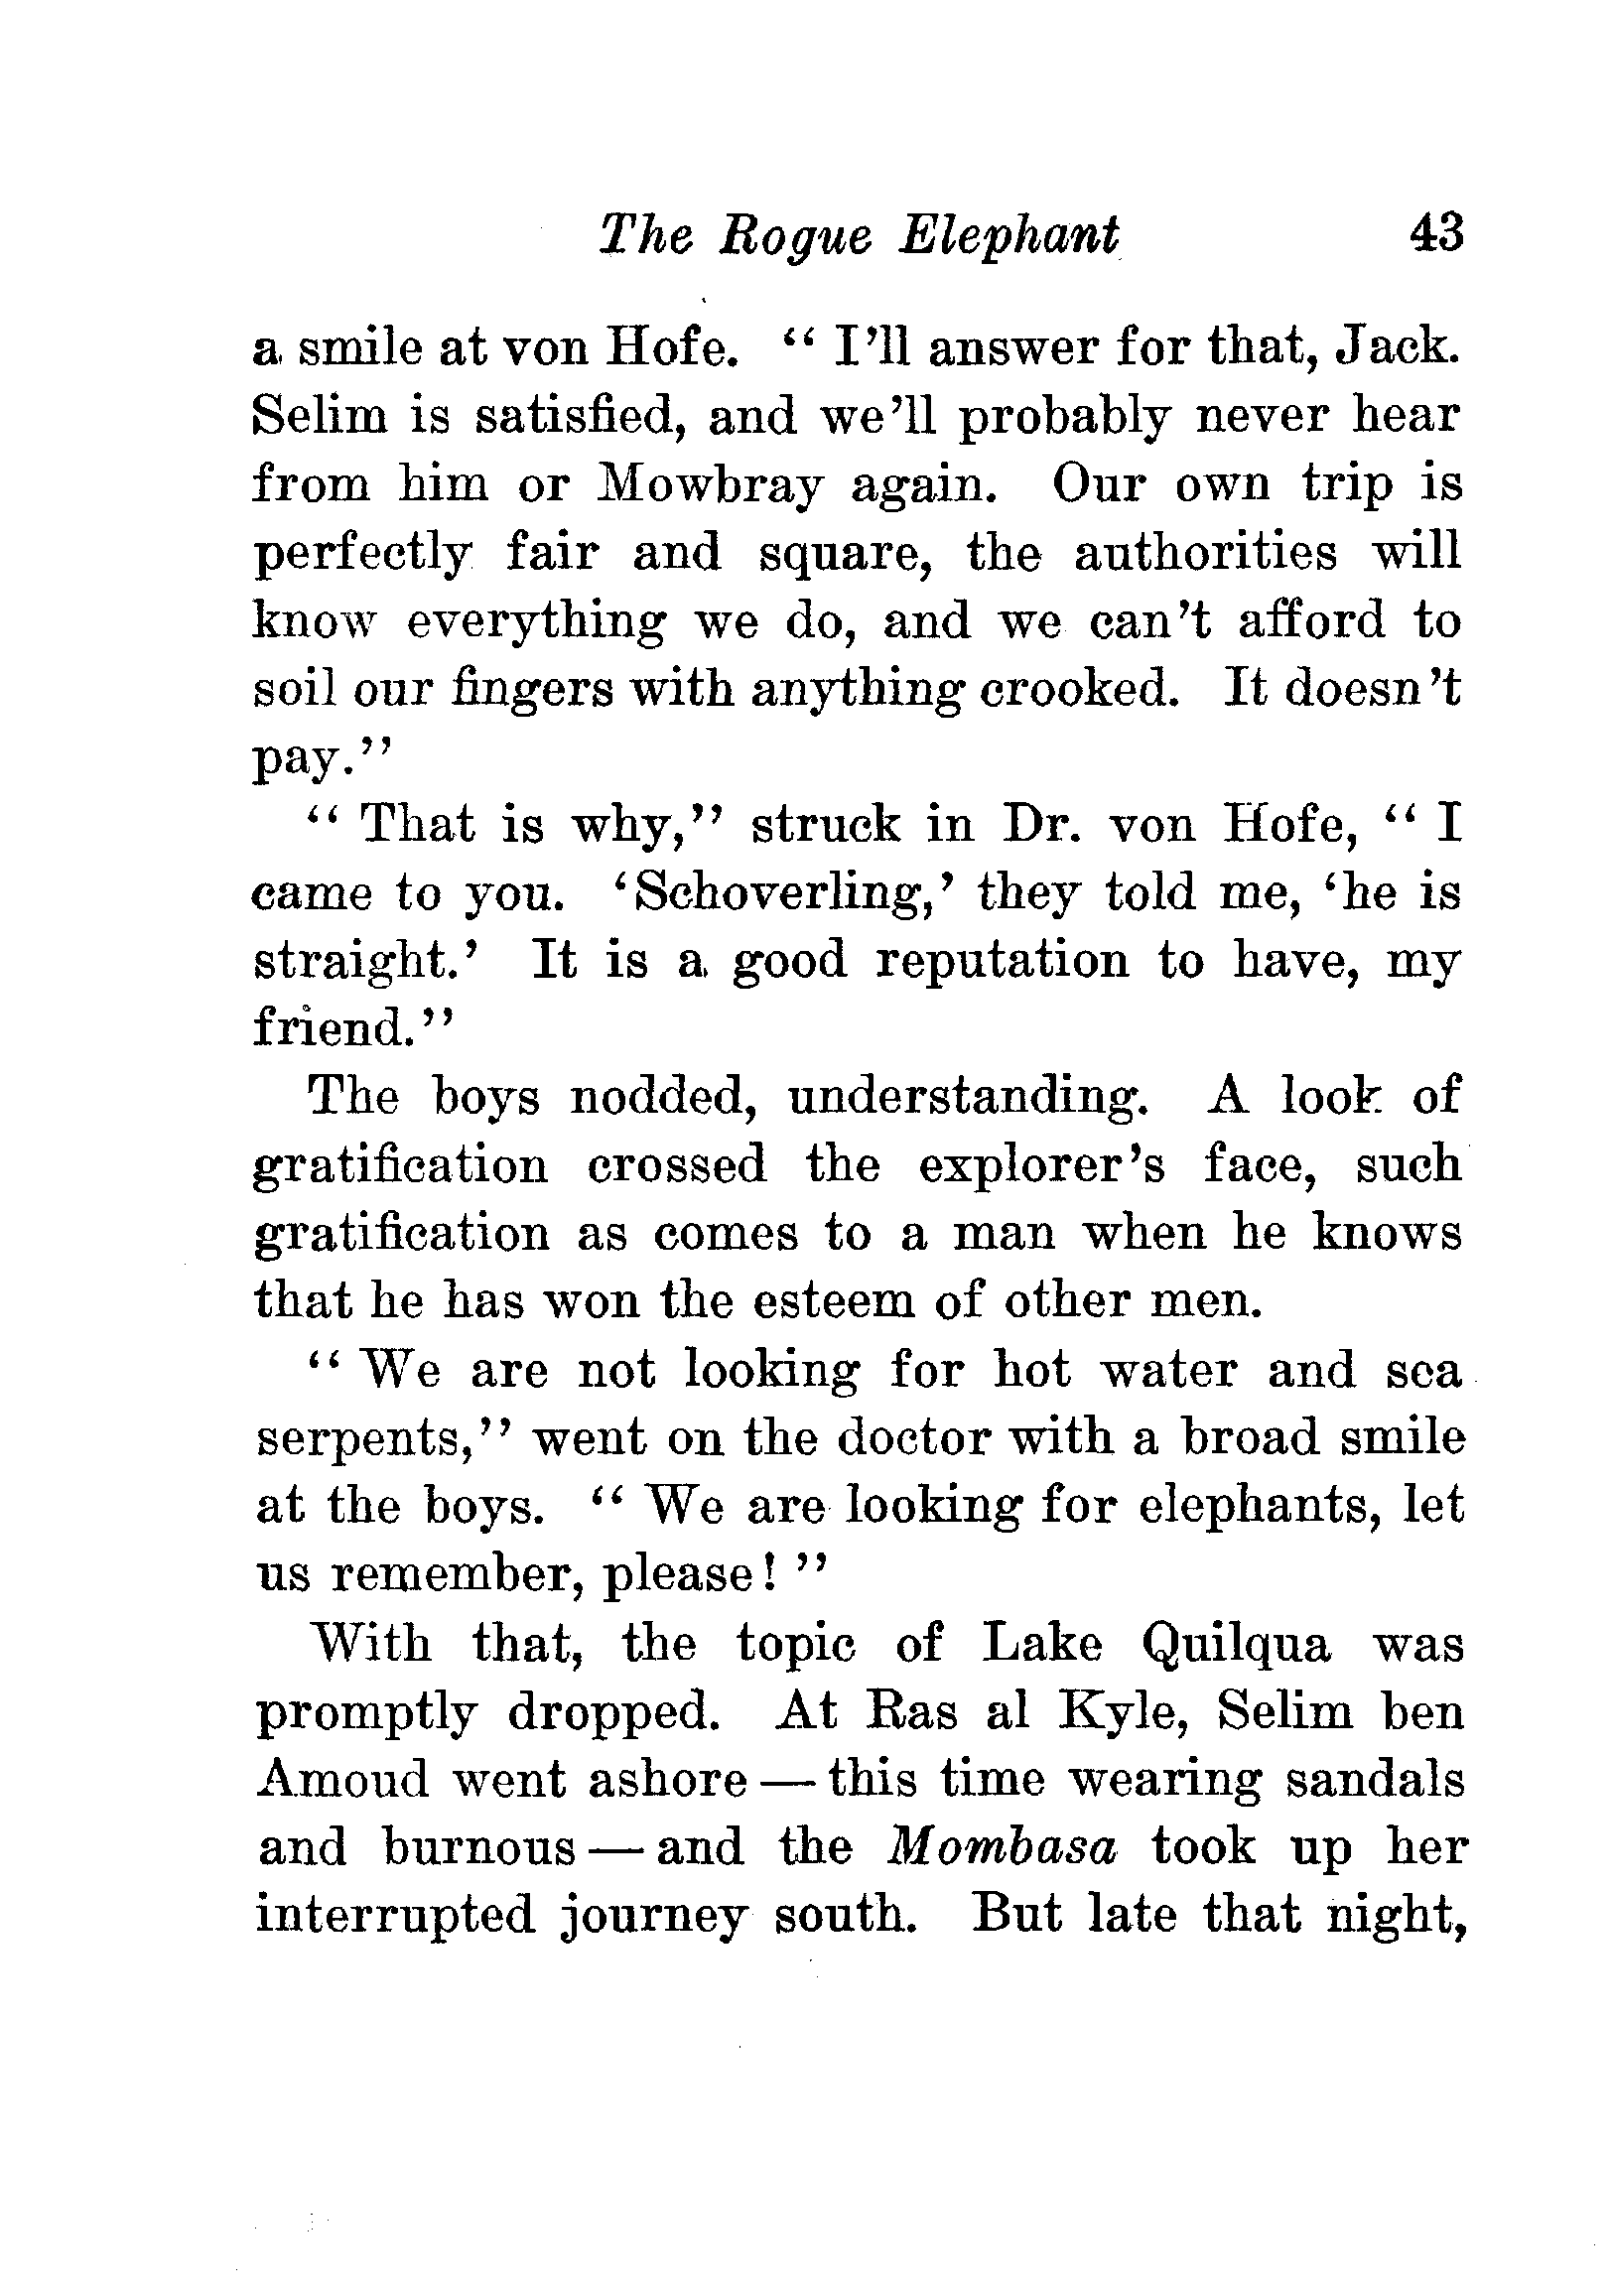 The Rogue Elephant 43
a smile at von Hofe. “ I’ll answer for that, Jack.
Selim is satisfied, and we’ll probably never hear
from him or Mowbray again. Our own trip is
perfectly fair and square, the authorities will
know everything we do, and we can’t afford to
soil our fingers with anything crooked. It doesn’t
pay.”
“ That is why,” struck in Dr. von Hofe, “ I
came to you. ‘Schoverling,’ they told me, ‘he is
straight.’ It is a good reputation to have, my
friend.”
The boys nodded, understanding. A look of
gratification crossed the explorer’s face, such
gratification as comes to a man when he knows
that he has won the esteem of other men.
“ We are not looking for hot water and sea
serpents,” went on the doctor with a broad smile
at the boys. “ We are looking for elephants, let
us remember, please! ”
With that, the topic of Lake Quilqua was
promptly dropped. At Ras al Kyle, Selim ben
Amoud went ashore — this time wearing sandals
and burnous — and the Mombasa took up her
interrupted journey south. But late that night,